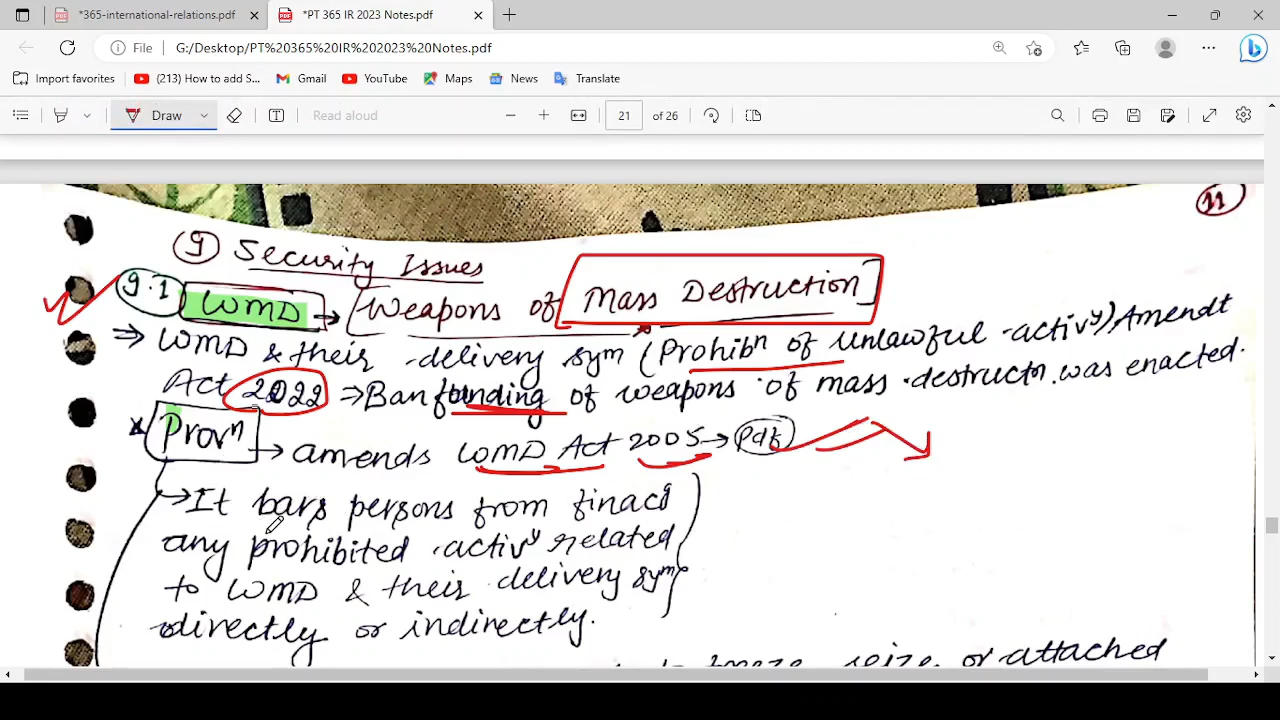 *365-international-relations.pdf
*PT 365 IR 2023 Notes.pdf
File G:/Desktop/PT%20365%20IR%202023%20Notes.pdf
Import favorites (213) How to add S... Gmail YouTube Maps News Translate
Draw Read aloud 21 of 26
11
9 Security Issues
9.1 WMD → [Weapons of Mass Destruction]
⇒ WMD & their delivery sym (Prohibn of unlawful activy) Amendt
Act 2022 ⇒ Ban funding of weapons of mass destructn. was enacted.
* Provn → amends WMD Act 2005 → Pdf
→ It bars persons from finacg
any prohibited activy related
to WMD & their delivery sym
directly or indirectly.
to freeze, seize or attached